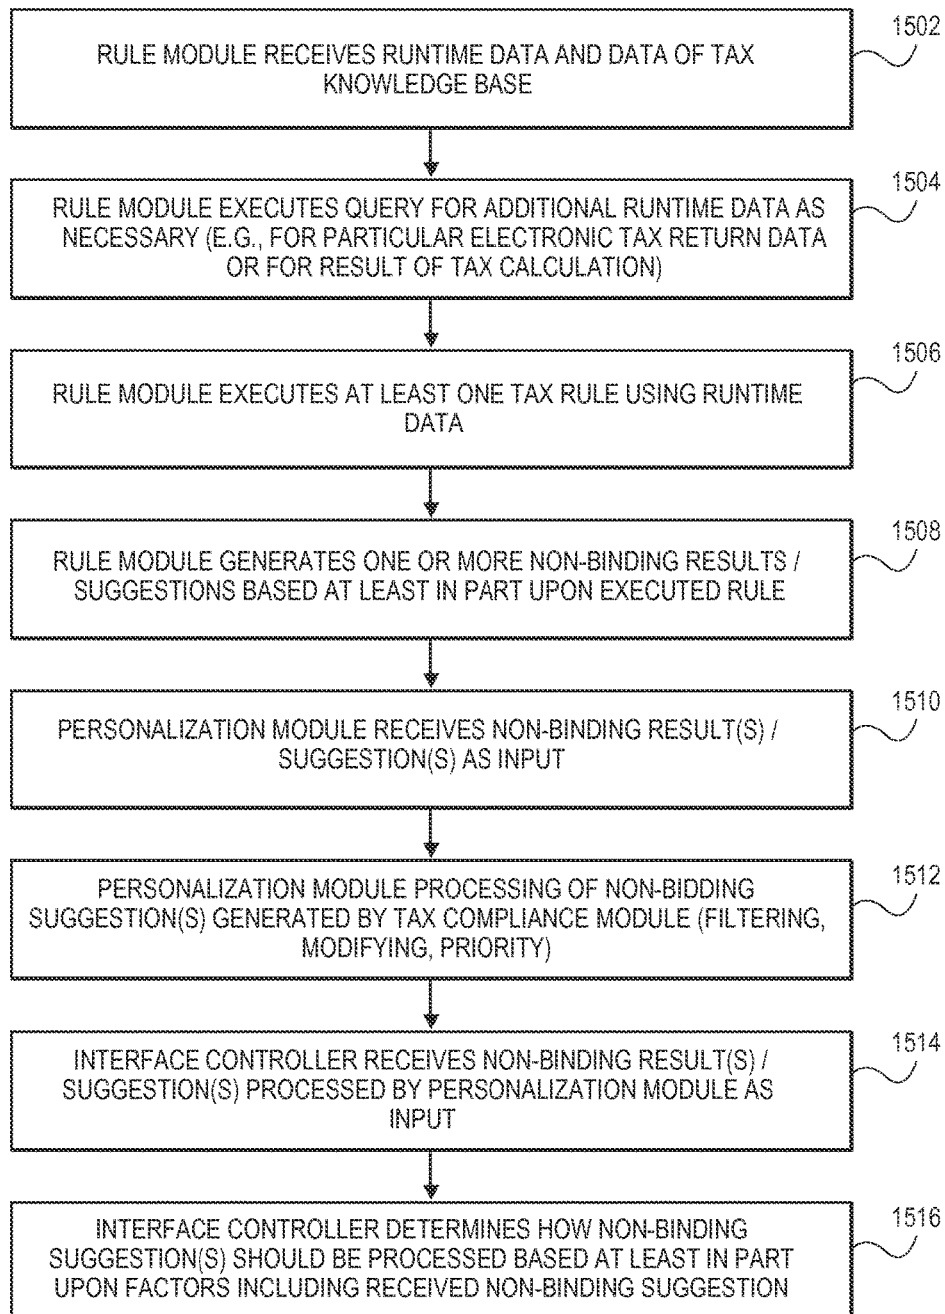 1502
RULE MODULE RECEIVES RUNTIME DATA AND DATA OF TAX
KNOWLEDGE BASE
1504
RULE MODULE EXECUTES QUERY FOR ADDITIONAL RUNTIME DATA AS
NECESSARY (E.G., FOR PARTICULAR ELECTRONIC TAX RETURN DATA
OR FOR RESULT OF TAX CALCULATION)
1506
RULE MODULE EXECUTES AT LEAST ONE TAX RULE USING RUNTIME
DATA
1508
RULE MODULE GENERATES ONE OR MORE NON-BINDING RESULTS /
SUGGESTIONS BASED AT LEAST IN PART UPON EXECUTED RULE
1510
PERSONALIZATION MODULE RECEIVES NON-BINDING RESULT(S) /
SUGGESTION(S) AS INPUT
1512
PERSONALIZATION MODULE PROCESSING OF NON-BIDDING
SUGGESTION(S) GENERATED BY TAX COMPLIANCE MODULE (FILTERING,
MODIFYING, PRIORITY)
1514
INTERFACE CONTROLLER RECEIVES NON-BINDING RESULT(S) /
SUGGESTION(S) PROCESSED BY PERSONALIZATION MODULE AS
INPUT
1516
INTERFACE CONTROLLER DETERMINES HOW NON-BINDING
SUGGESTION(S) SHOULD BE PROCESSED BASED AT LEAST IN PART
UPON FACTORS INCLUDING RECEIVED NON-BINDING SUGGESTION